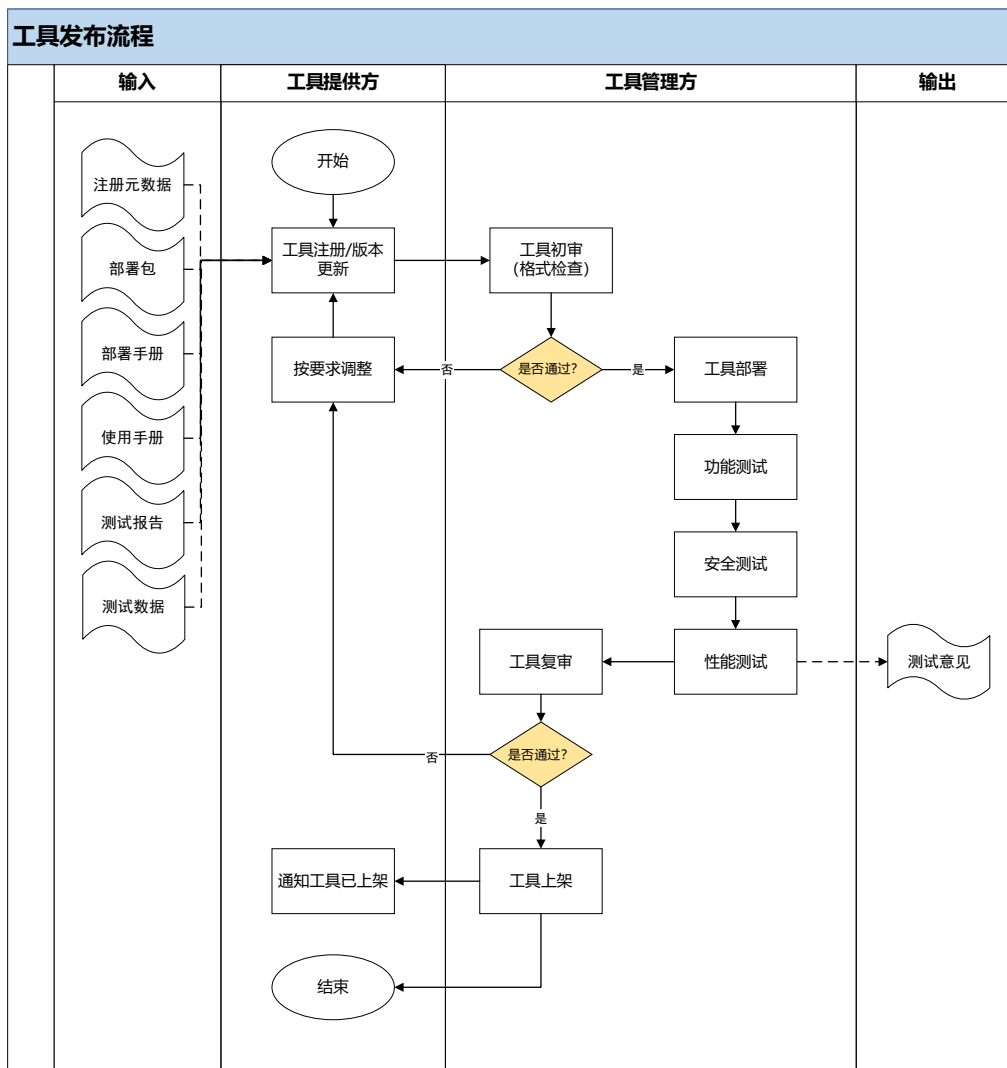 工具发布流程
输入
工具提供方
工具管理方
输出
开始
注册元数据
工具注册/版本
更新
工具初审
(格式检查)
部署包
部署手册
按要求调整
否
是否通过?
是
工具部署
使用手册
功能测试
测试报告
安全测试
测试数据
工具复审
性能测试
测试意见
否
是否通过?
是
通知工具已上架
工具上架
结束